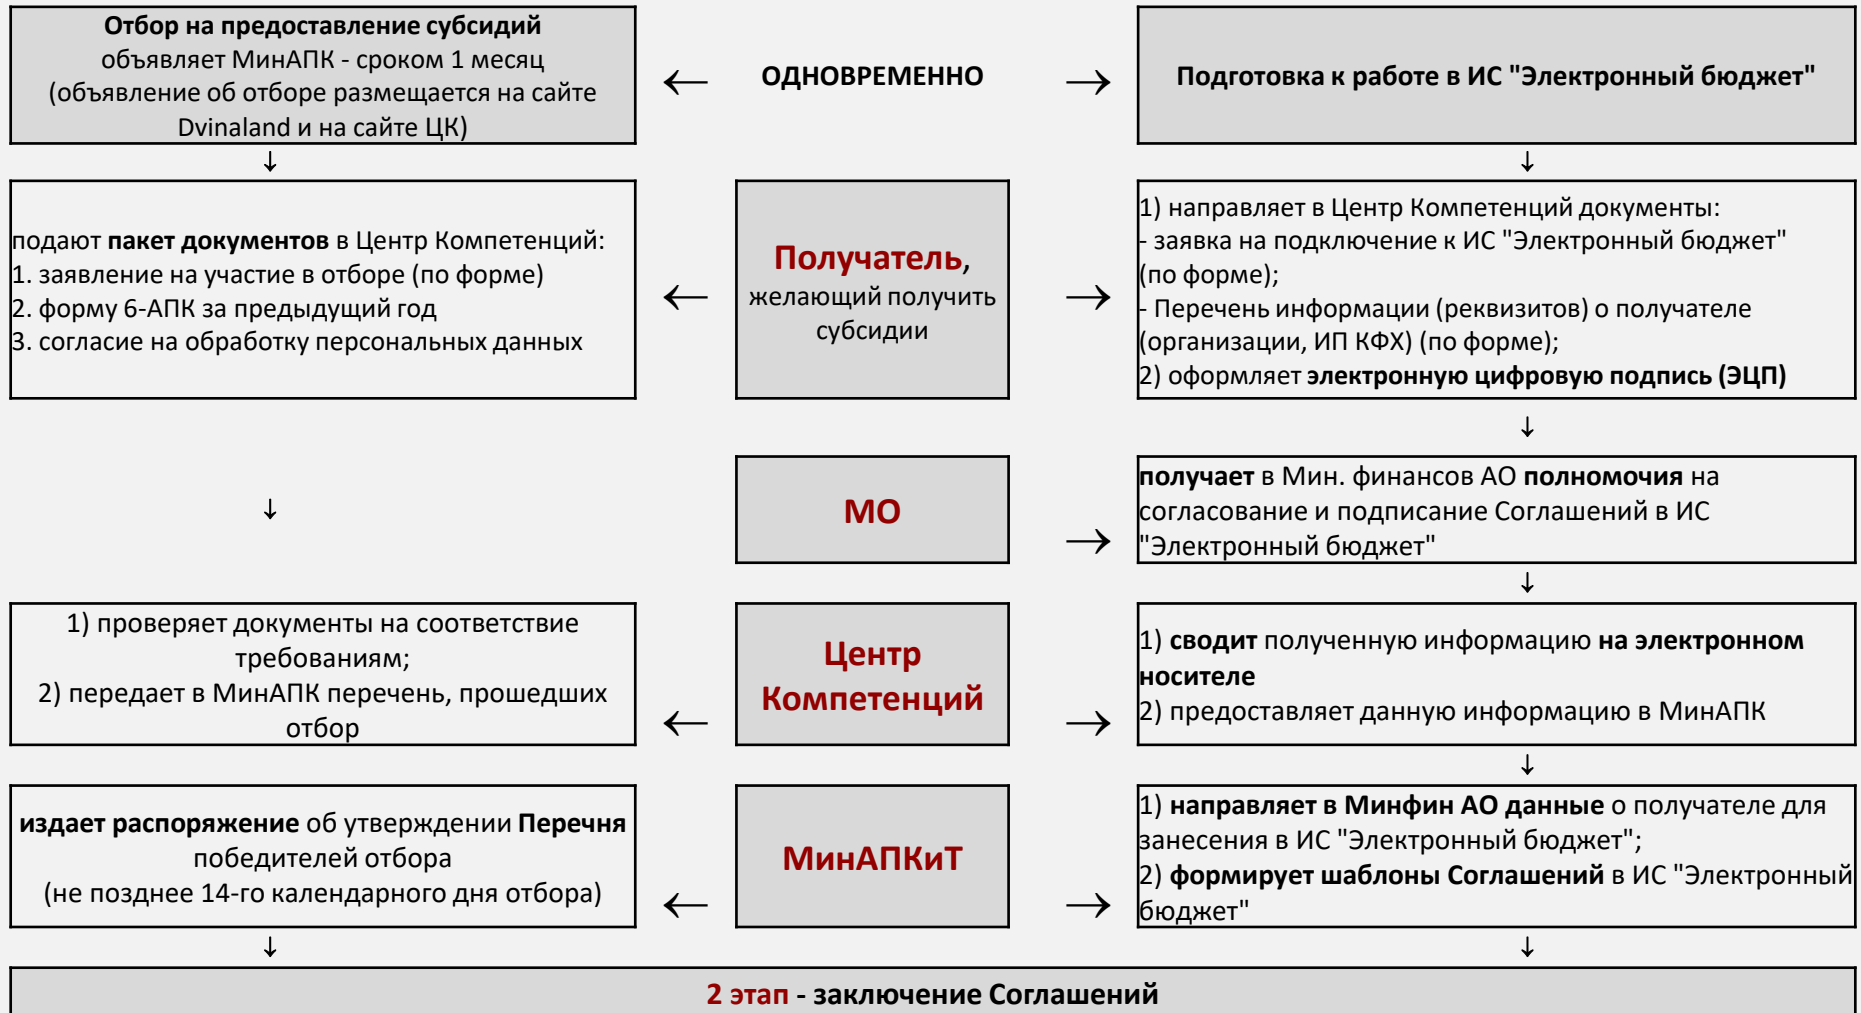 Отбор на предоставление субсидий
объявляет МинАПК - сроком 1 месяц
(объявление об отборе размещается на сайте
Dvinaland и на сайте ЦК)
← ОДНОВРЕМЕННО →
Подготовка к работе в ИС "Электронный бюджет"
↓
↓
подают пакет документов в Центр Компетенций:
1. заявление на участие в отборе (по форме)
2. форму 6-АПК за предыдущий год
3. согласие на обработку персональных данных
←
Получатель,
желающий получить
субсидии
→
1) направляет в Центр Компетенций документы:
- заявка на подключение к ИС "Электронный бюджет"
(по форме);
- Перечень информации (реквизитов) о получателе
(организации, ИП КФХ) (по форме);
2) оформляет электронную цифровую подпись (ЭЦП)
↓
↓
МО
→
получает в Мин. финансов АО полномочия на
согласование и подписание Соглашений в ИС
"Электронный бюджет"
↓
1) проверяет документы на соответствие
требованиям;
2) передает в МинАПК перечень, прошедших
отбор
←
Центр
Компетенций
→
1) сводит полученную информацию на электронном
носителе
2) предоставляет данную информацию в МинАПК
↓
издает распоряжение об утверждении Перечня
победителей отбора
(не позднее 14-го календарного дня отбора)
←
МинАПКиТ
→
1) направляет в Минфин АО данные о получателе для
занесения в ИС "Электронный бюджет";
2) формирует шаблоны Соглашений в ИС "Электронный
бюджет"
↓
↓
2 этап - заключение Соглашений